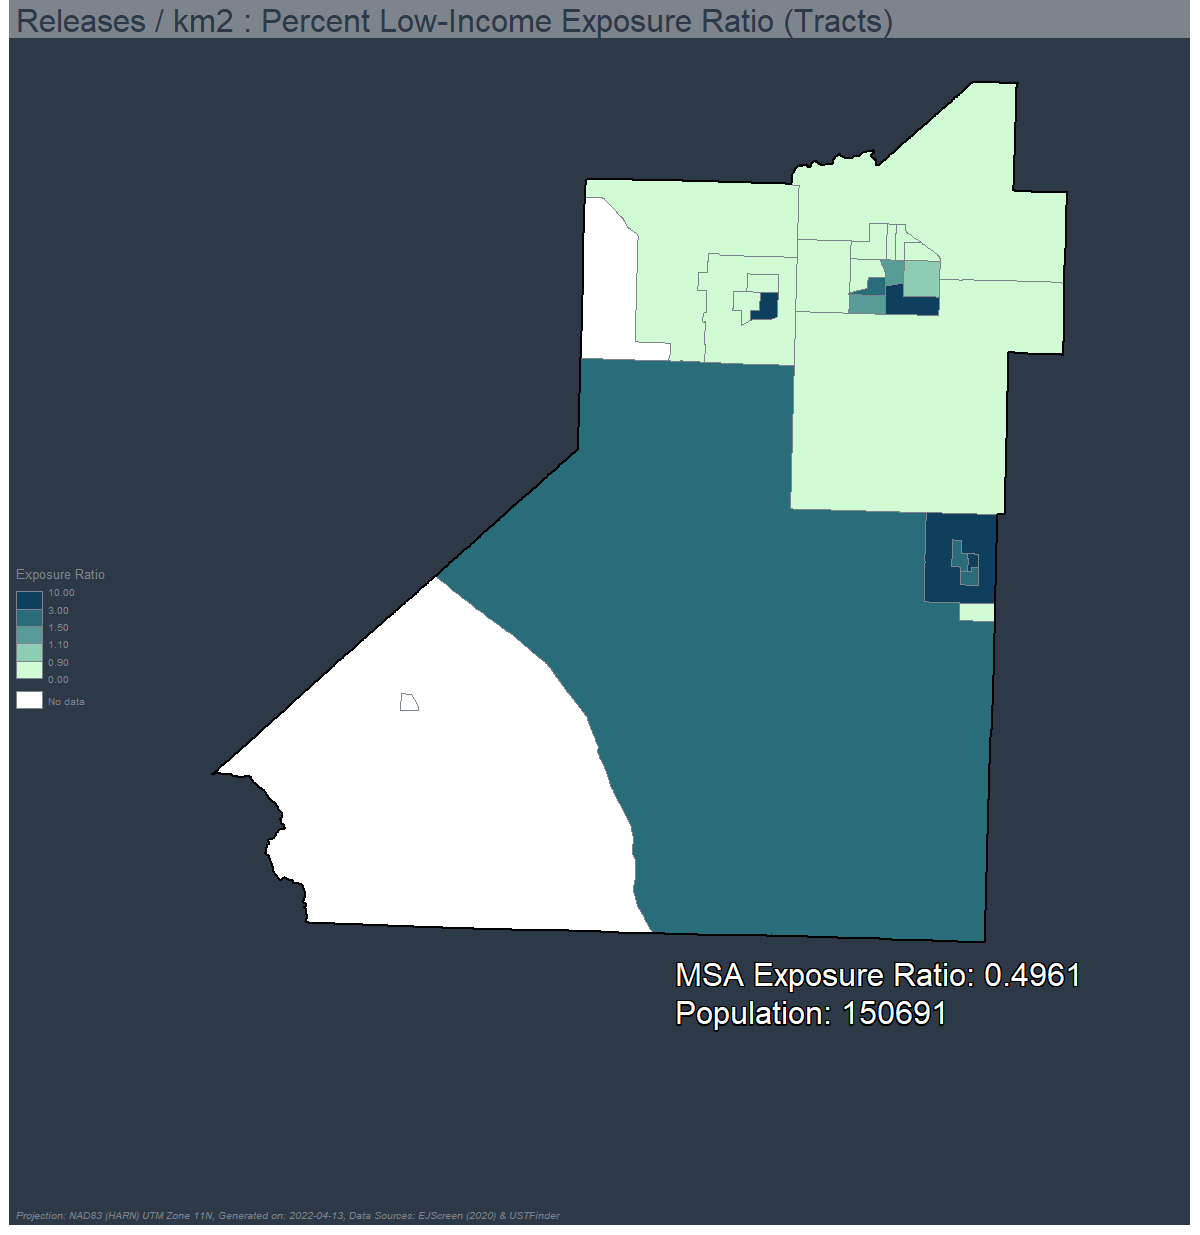 Releases / km2 : Percent Low-Income Exposure Ratio (Tracts)
Exposure Ratio
10.00
3.00
1.50
1.10
0.90
0.00
No data
MSA Exposure Ratio: 0.4961
Population: 150691
Projection: NAD83 (HARN) UTM Zone 11N, Generated on: 2022-04-13, Data Sources: EJScreen (2020) & USTFinder